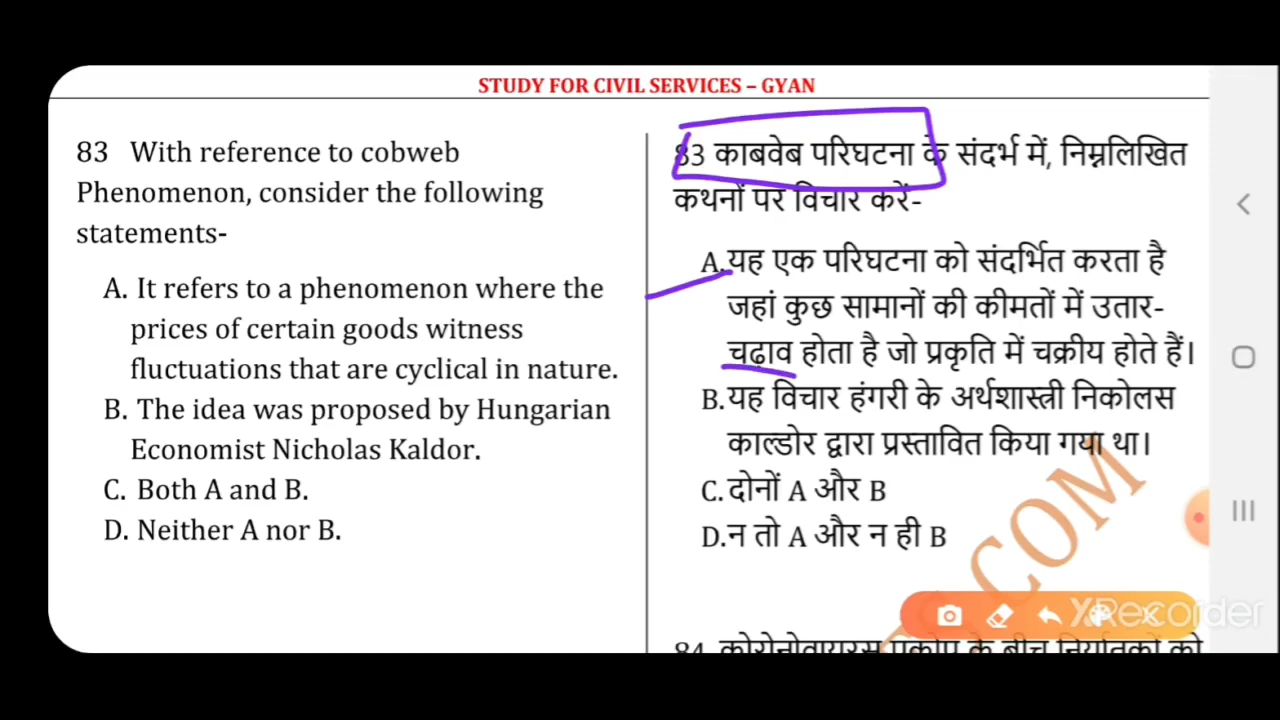 STUDY FOR CIVIL SERVICES – GYAN
83 With reference to cobweb
Phenomenon, consider the following
statements-
A. It refers to a phenomenon where the
prices of certain goods witness
fluctuations that are cyclical in nature.
B. The idea was proposed by Hungarian
Economist Nicholas Kaldor.
C. Both A and B.
D. Neither A nor B.
83 काबवेब परिघटना के संदर्भ में, निम्नलिखित
कथनों पर विचार करें-
A. यह एक परिघटना को संदर्भित करता है
जहां कुछ सामानों की कीमतों में उतार-
चढ़ाव होता है जो प्रकृति में चक्रीय होते हैं।
B. यह विचार हंगरी के अर्थशास्त्री निकोलस
काल्डोर द्वारा प्रस्तावित किया गया था।
C. दोनों A और B
D. न तो A और न ही B
.COM
XRecorder
84 कोरोनोवायरस प्रकोप के बीच निर्यातकों को